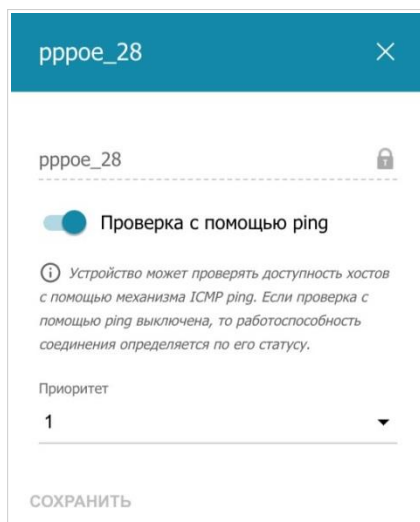 pppoe_28
pppoe_28
Проверка с помощью ping
Устройство может проверять доступность хостов
с помощью механизма ICMP ping. Если проверка с
помощью ping выключена, то работоспособность
соединения определяется по его статусу.
Приоритет
1
СОХРАНИТЬ